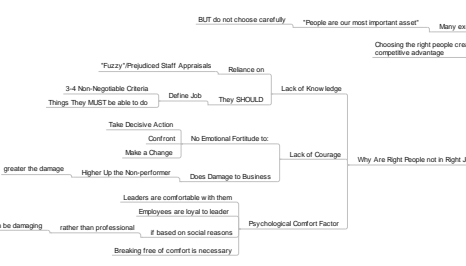 BUT do not choose carefully
"People are our most important asset"
Many ex
Choosing the right people crea
competitive advantage
"Fuzzy"/Prejudiced Staff Appraisals
Reliance on
3-4 Non-Negotiable Criteria
Things They MUST be able to do
Define Job
They SHOULD
Lack of Knowledge
Take Decisive Action
Confront
Make a Change
No Emotional Fortitude to:
Lack of Courage
greater the damage
Higher Up the Non-performer
Does Damage to Business
Why Are Right People not in Right J
Leaders are comfortable with them
Employees are loyal to leader
n be damaging
rather than professional
if based on social reasons
Psychological Comfort Factor
Breaking free of comfort is necessary